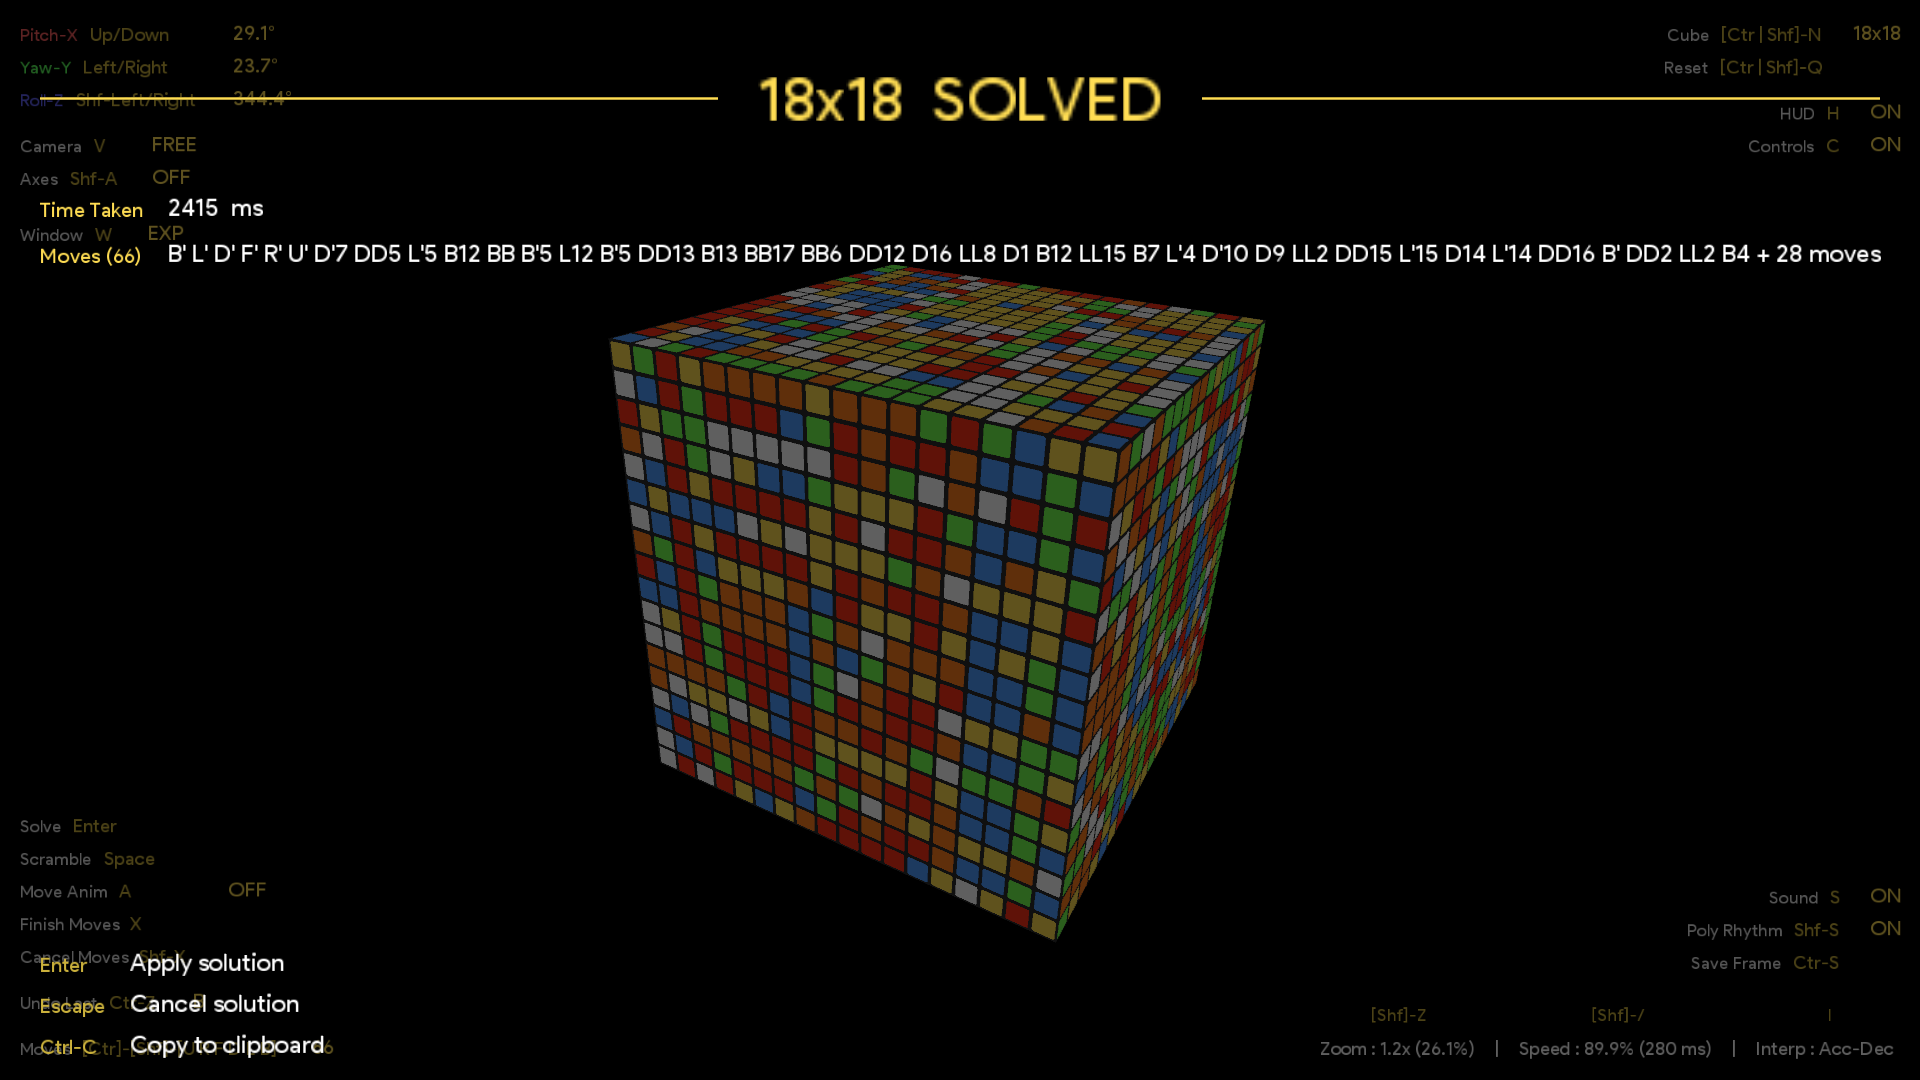 Pitch-X Up/Down 29.1°
Yaw-Y Left/Right 23.7°
Roll-Z Shf-Left/Right 344.4°
Cube [Ctr | Shf]-N 18x18
Reset [Ctr | Shf]-Q
18x18 SOLVED
HUD H ON
Controls C ON
Camera V FREE
Axes Shf-A OFF
Time Taken 2415 ms
Window W EXP
Moves (66) B' L' D' F' R' U' D'7 DD5 L'5 B12 BB B'5 L12 B'5 DD13 B13 BB17 BB6 DD12 D16 LL8 D1 B12 LL15 B7 L'4 D'10 D9 LL2 DD15 L'15 D14 L'14 DD16 B' DD2 LL2 B4 + 28 moves
Solve Enter
Scramble Space
Move Anim A OFF
Finish Moves X
Cancel Moves Shf-X
Enter Apply solution
Escape Cancel solution
Ctrl-C Copy to clipboard
Sound S ON
Poly Rhythm Shf-S ON
Save Frame Ctr-S
[Shf]-Z [Shf]-/ I
Zoom : 1.2x (26.1%) | Speed : 89.9% (280 ms) | Interp : Acc-Dec